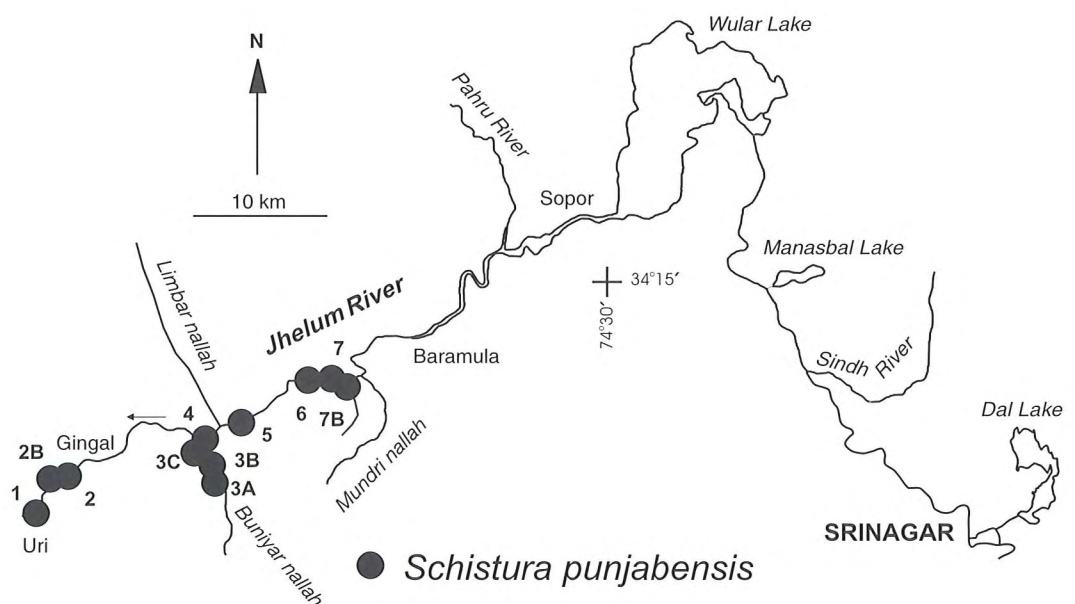 Wular Lake
N
Pahru River
10 km
Sopor
Manasbal Lake
34°15′
74°30′
Limbar nallah
Jhelum River
Baramula
Sindh River
7
Dal Lake
4
6
7B
5
2B
Gingal
3C
3B
Mundri nallah
1
2
3A
Uri
Buniyar nallah
SRINAGAR
Schistura punjabensis